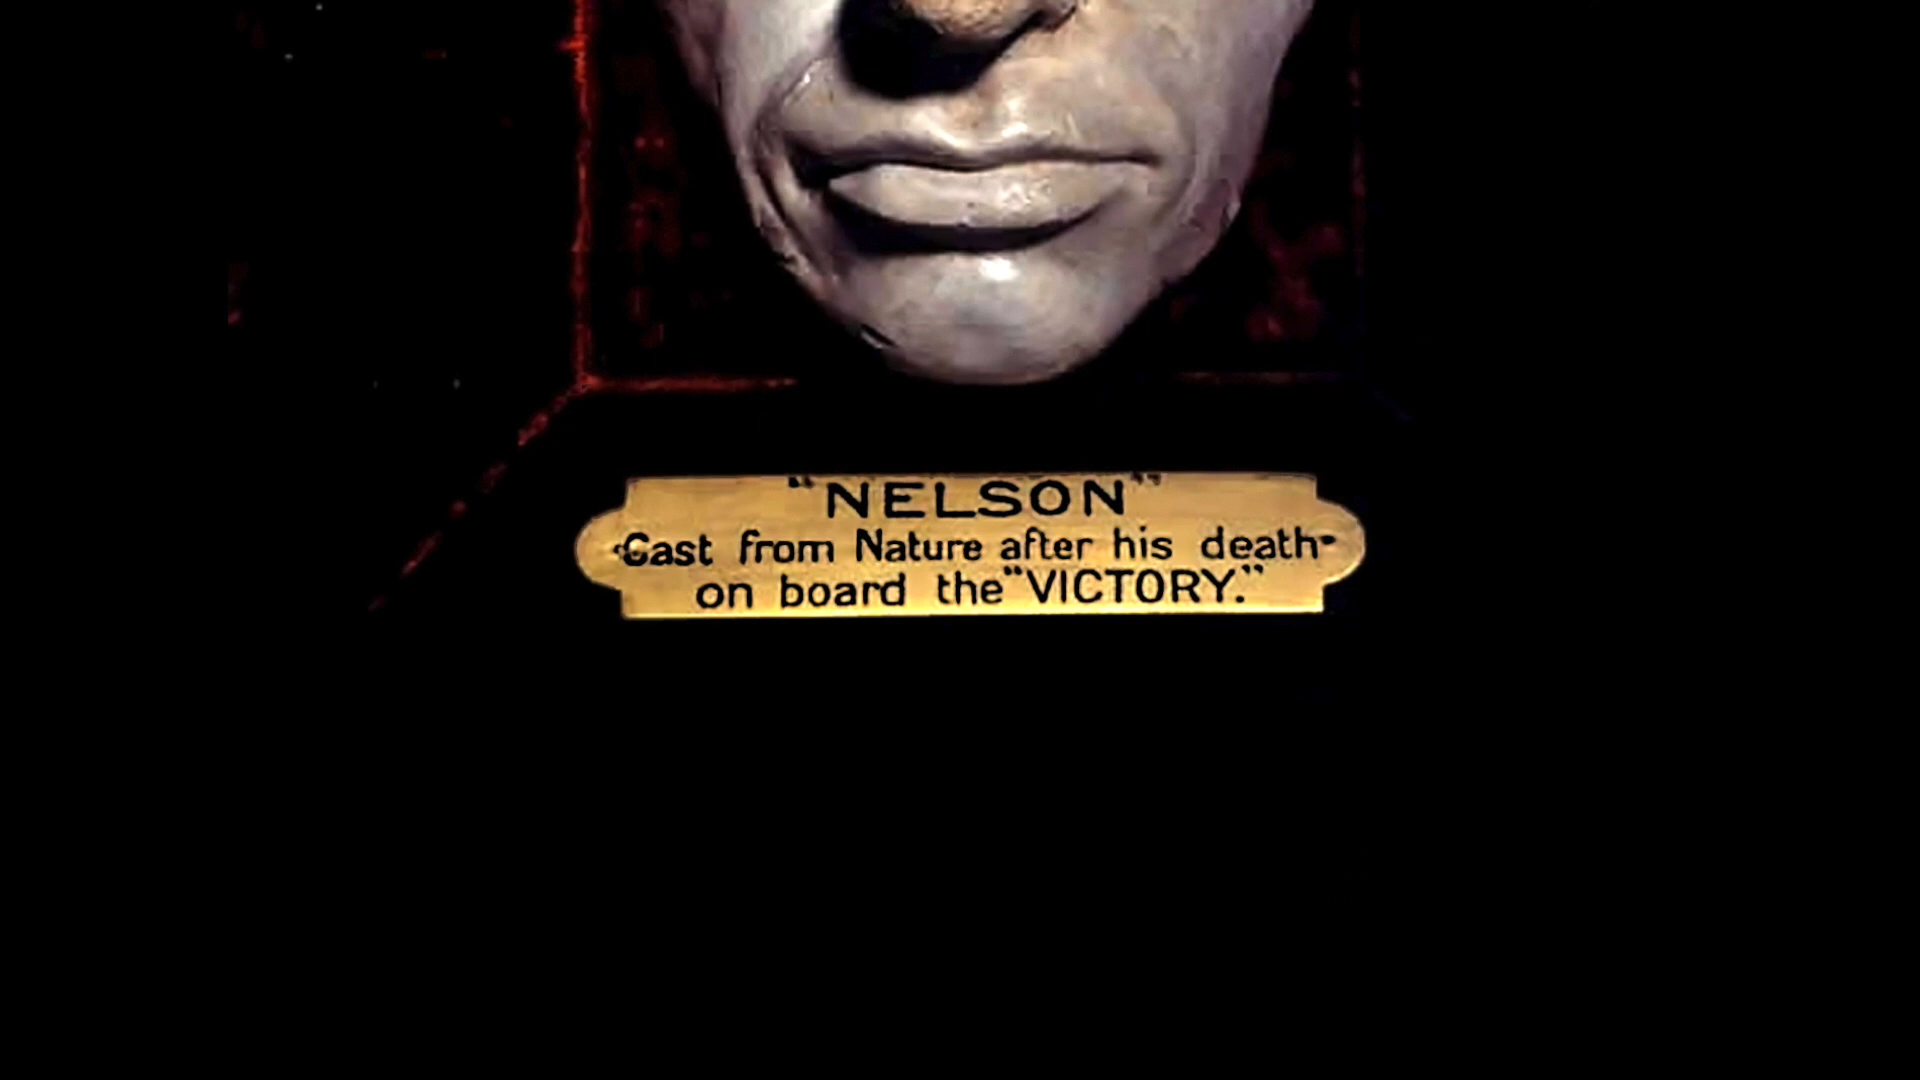 "NELSON"
Cast from Nature after his death
on board the "VICTORY."